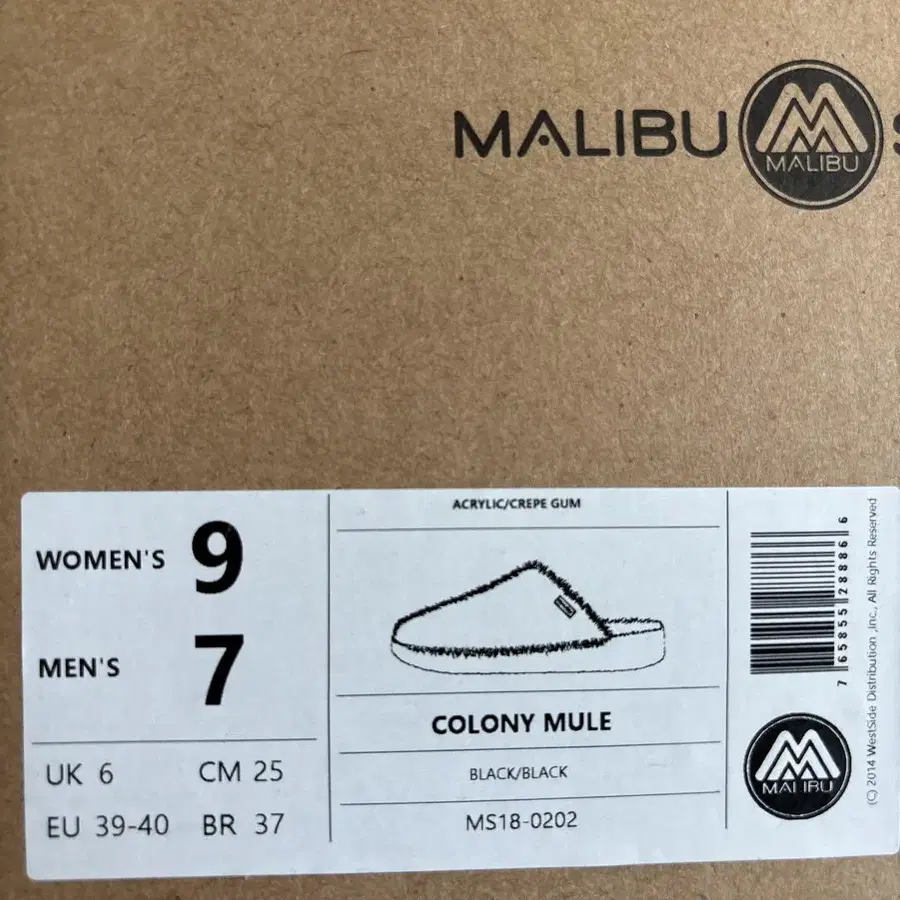 MALIBU
MALIBU
WOMEN'S 9
MEN'S 7
UK 6 CM 25
EU 39-40 BR 37
ACRYLIC/CREPE GUM
COLONY MULE
BLACK/BLACK
MS18-0202
7 65855 28886 6
MALIBU
(C) 2014 WestSide Distribution ,Inc., All Rights Reserved